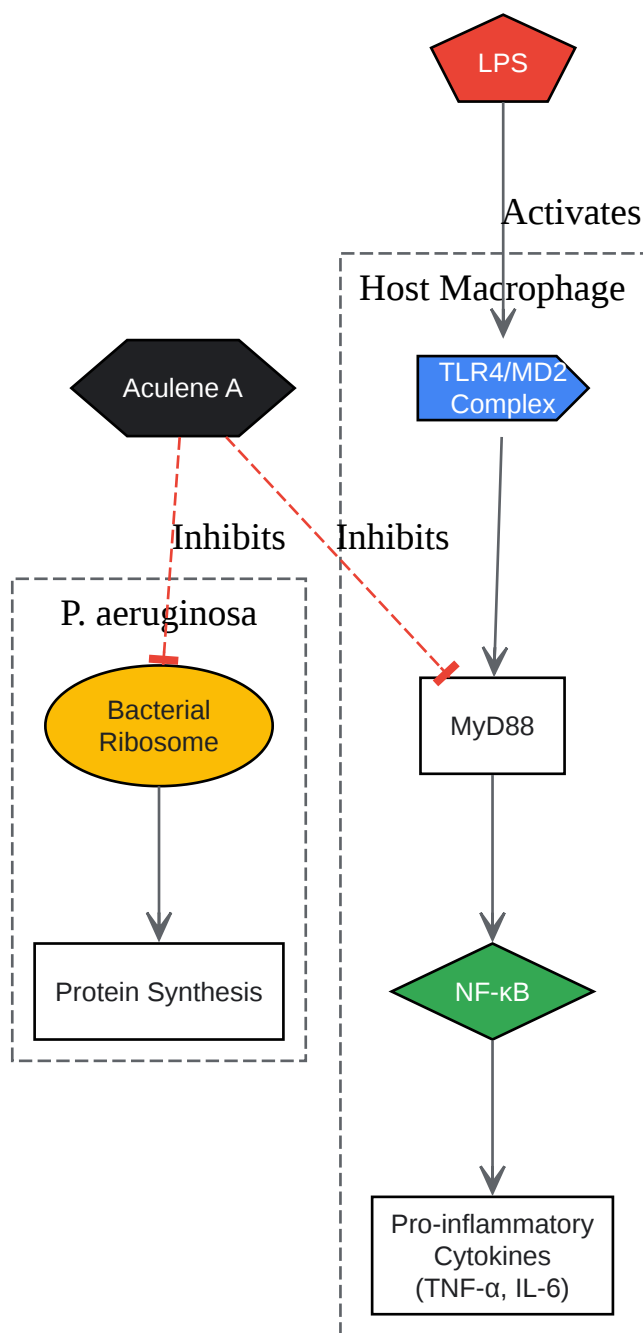 LPS
Activates
Host Macrophage
Aculene A
TLR4/MD2
Complex
Inhibits
Inhibits
P. aeruginosa
Bacterial
Ribosome
MyD88
Protein Synthesis
NF-κB
Pro-inflammatory
Cytokines
(TNF-α, IL-6)